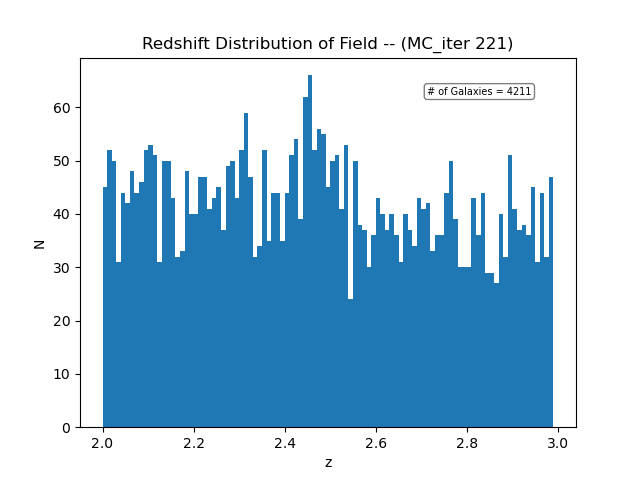 Redshift Distribution of Field -- (MC_iter 221)
# of Galaxies = 4211
60
50
40
30
20
10
0
N
2.0 2.2 2.4 2.6 2.8 3.0
z